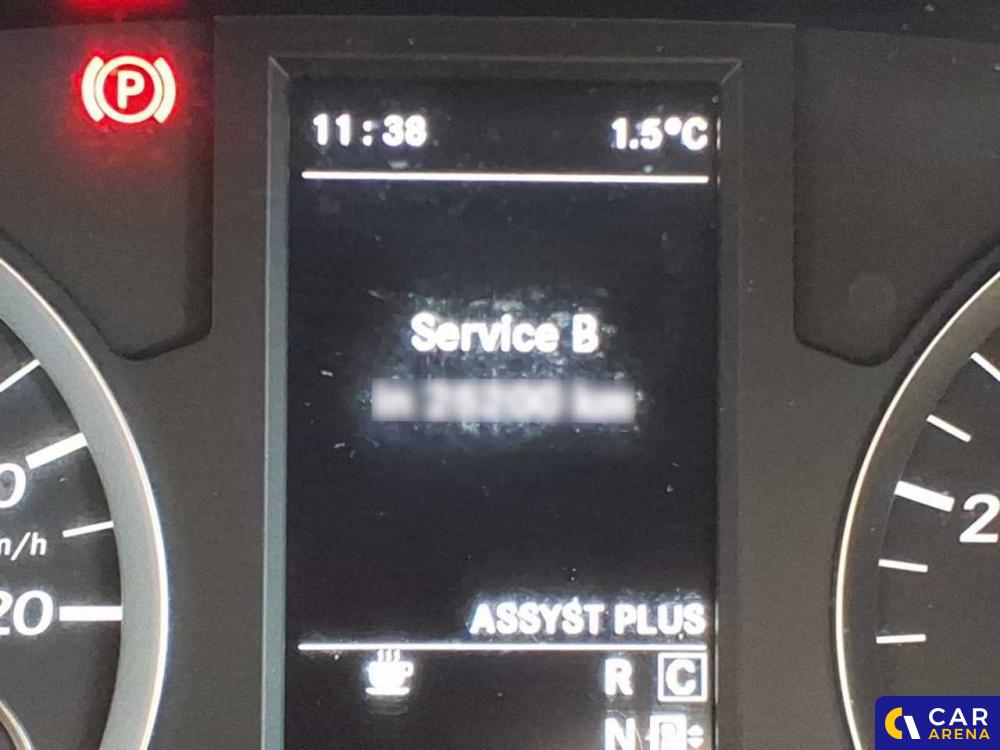 P
11:38 1.5°C
Service B
0
m/h
20
2
ASSYST PLUS
R C
N P
CAR
ARENA